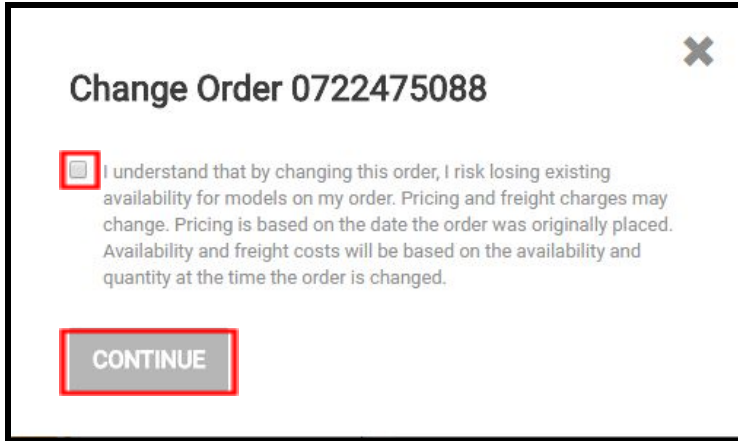 Change Order 0722475088
I understand that by changing this order, I risk losing existing
availability for models on my order. Pricing and freight charges may
change. Pricing is based on the date the order was originally placed.
Availability and freight costs will be based on the availability and
quantity at the time the order is changed.
CONTINUE